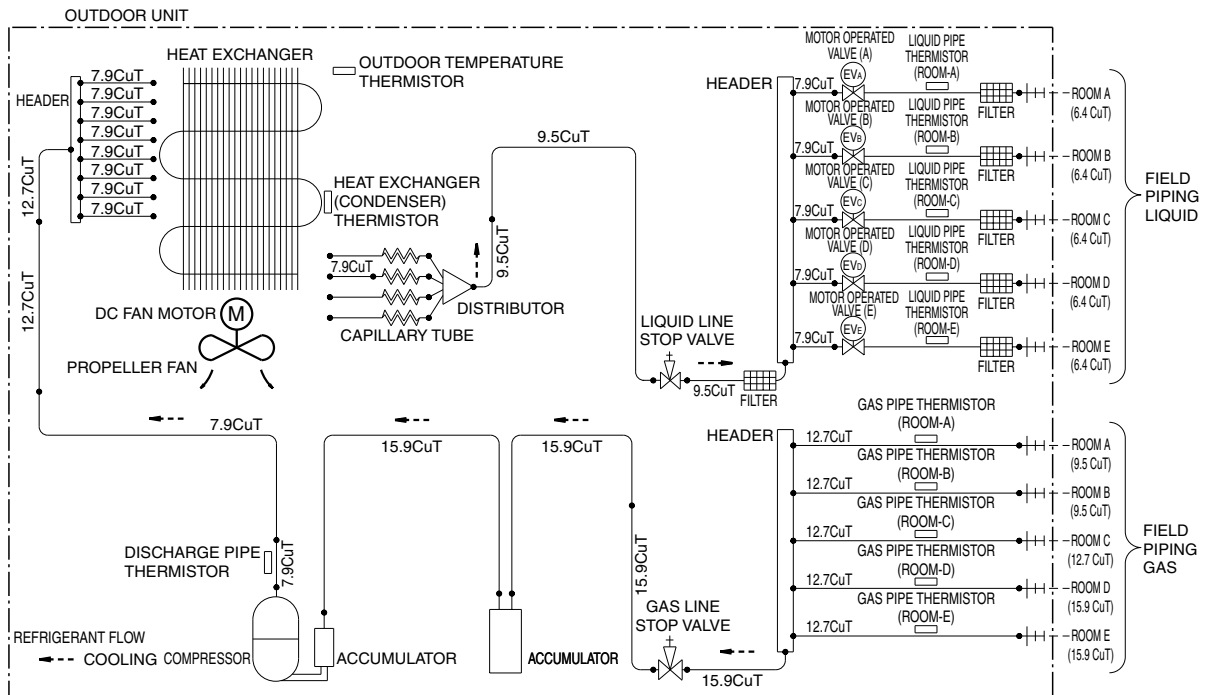 OUTDOOR UNIT
HEAT EXCHANGER
OUTDOOR TEMPERATURE
THERMISTOR
HEADER
7.9CuT
7.9CuT
7.9CuT
7.9CuT
7.9CuT
7.9CuT
7.9CuT
7.9CuT
12.7CuT
12.7CuT
HEAT EXCHANGER
(CONDENSER)
THERMISTOR
7.9CuT
CAPILLARY TUBE
DISTRIBUTOR
9.5CuT
9.5CuT
DC FAN MOTOR
M
PROPELLER FAN
LIQUID LINE
STOP VALVE
9.5CuT
FILTER
HEADER
MOTOR OPERATED
VALVE (A)
LIQUID PIPE
THERMISTOR
(ROOM-A)
7.9CuT
EVA
FILTER
ROOM A
(6.4 CuT)
MOTOR OPERATED
VALVE (B)
LIQUID PIPE
THERMISTOR
(ROOM-B)
7.9CuT
EVB
FILTER
ROOM B
(6.4 CuT)
MOTOR OPERATED
VALVE (C)
LIQUID PIPE
THERMISTOR
(ROOM-C)
7.9CuT
EVC
FILTER
ROOM C
(6.4 CuT)
MOTOR OPERATED
VALVE (D)
LIQUID PIPE
THERMISTOR
(ROOM-D)
7.9CuT
EVD
FILTER
ROOM D
(6.4 CuT)
MOTOR OPERATED
VALVE (E)
LIQUID PIPE
THERMISTOR
(ROOM-E)
7.9CuT
EVE
FILTER
ROOM E
(6.4 CuT)
FIELD
PIPING
LIQUID
7.9CuT
15.9CuT
15.9CuT
DISCHARGE PIPE
THERMISTOR
7.9CuT
15.9CuT
REFRIGERANT FLOW
COOLING
COMPRESSOR
ACCUMULATOR
ACCUMULATOR
GAS LINE
STOP VALVE
15.9CuT
HEADER
GAS PIPE THERMISTOR
(ROOM-A)
12.7CuT
ROOM A
(9.5 CuT)
GAS PIPE THERMISTOR
(ROOM-B)
12.7CuT
ROOM B
(9.5 CuT)
GAS PIPE THERMISTOR
(ROOM-C)
12.7CuT
ROOM C
(12.7 CuT)
GAS PIPE THERMISTOR
(ROOM-D)
12.7CuT
ROOM D
(15.9 CuT)
GAS PIPE THERMISTOR
(ROOM-E)
12.7CuT
ROOM E
(15.9 CuT)
FIELD
PIPING
GAS